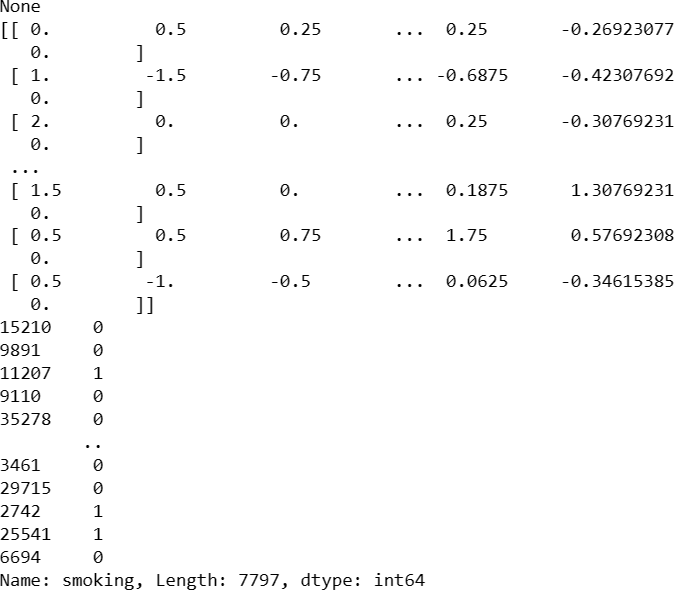 None
[[ 0.          0.5         0.25       ...  0.25       -0.26923077
   0.        ]
 [ 1.         -1.5        -0.75       ... -0.6875     -0.42307692
   0.        ]
 [ 2.          0.          0.         ...  0.25       -0.30769231
   0.        ]
 ...
 [ 1.5         0.5         0.         ...  0.1875      1.30769231
   0.        ]
 [ 0.5         0.5         0.75       ...  1.75        0.57692308
   0.        ]
 [ 0.5        -1.         -0.5        ...  0.0625     -0.34615385
   0.        ]]
15210    0
9891     0
11207    1
9110     0
35278    0
        ..
3461     0
29715    0
2742     1
25541    1
6694     0
Name: smoking, Length: 7797, dtype: int64